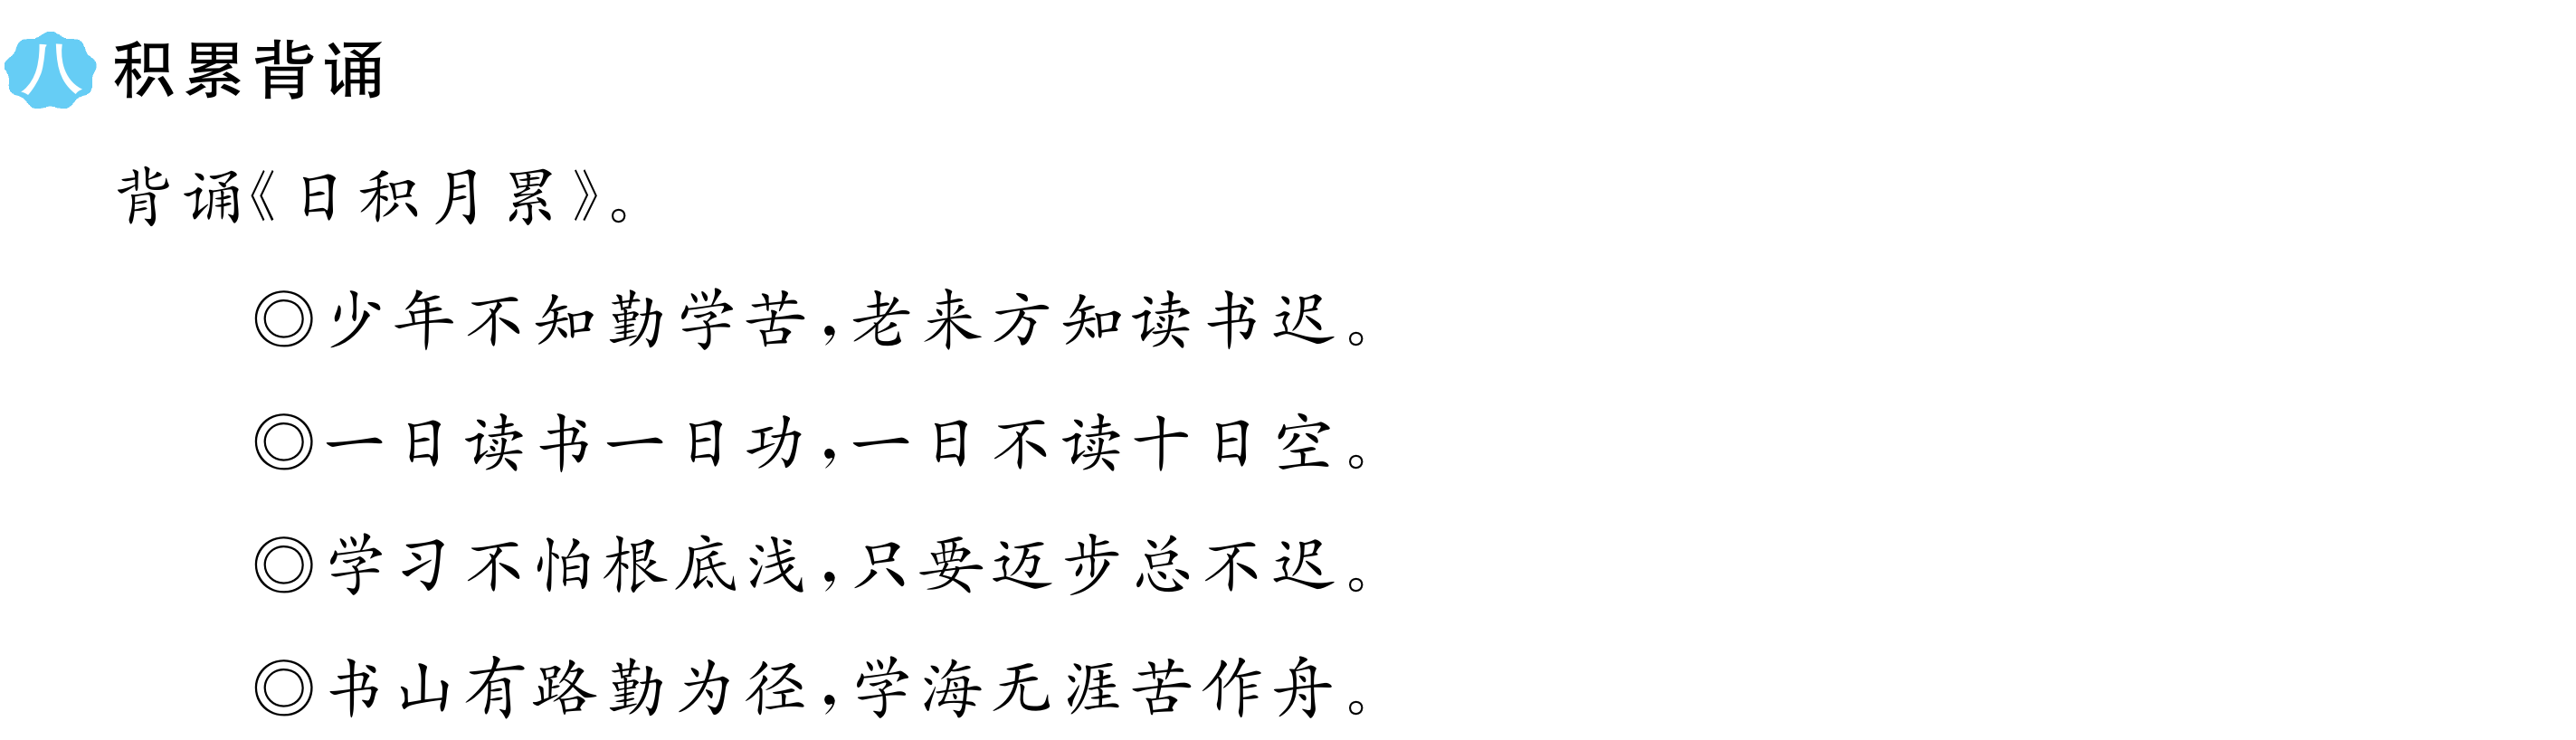 八 积累背诵
背诵《日积月累》。
◎少年不知勤学苦,老来方知读书迟。
◎一日读书一日功,一日不读十日空。
◎学习不怕根底浅,只要迈步总不迟。
◎书山有路勤为径,学海无涯苦作舟。